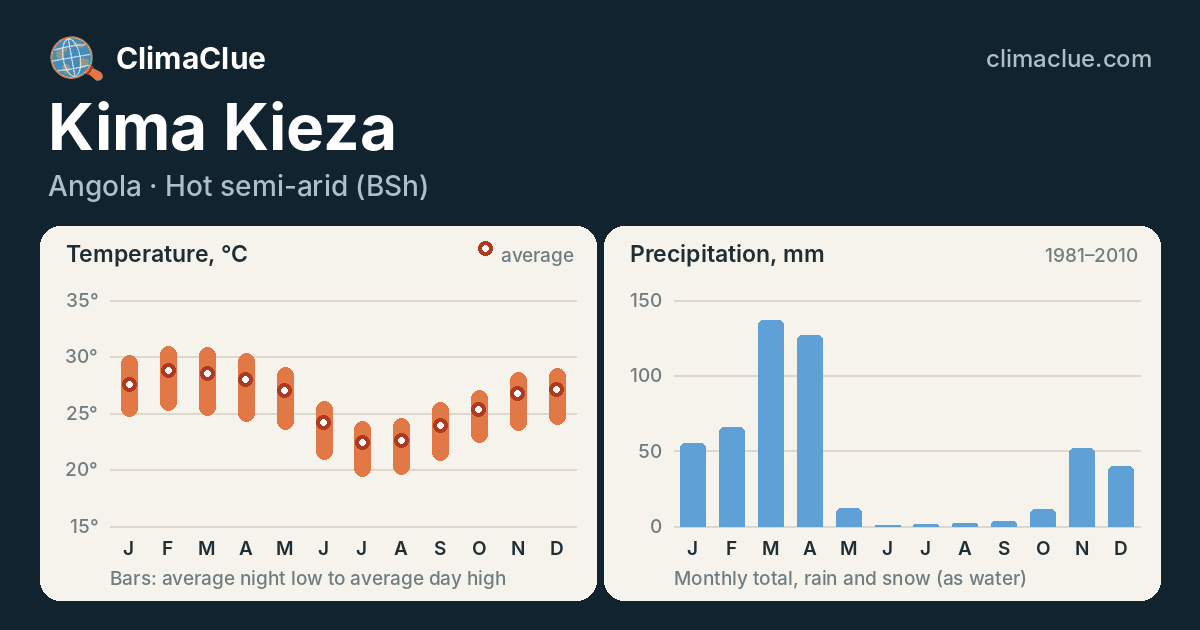 ClimaClue
climaclue.com
Kima Kieza
Angola · Hot semi-arid (BSh)
Temperature, °C
average
35°
30°
25°
20°
15°
J F M A M J J A S O N D
Bars: average night low to average day high
Precipitation, mm
1981–2010
150
100
50
0
J F M A M J J A S O N D
Monthly total, rain and snow (as water)